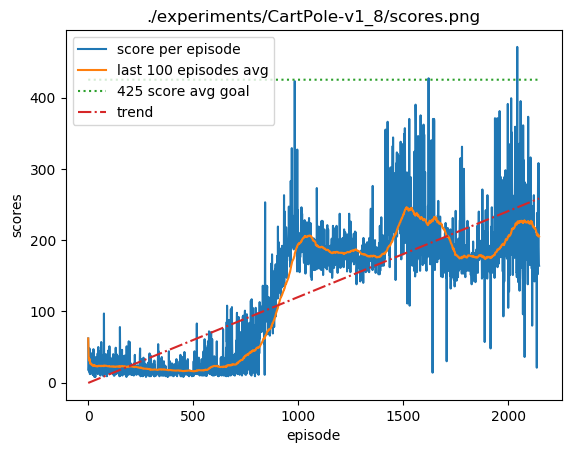 ./experiments/CartPole-v1_8/scores.png
score per episode
last 100 episodes avg
425 score avg goal
trend
400
300
200
100
0
scores
0
500
1000
1500
2000
episode